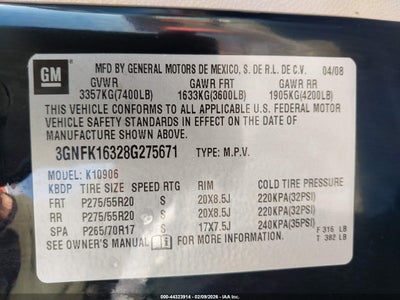 GM
MFD BY GENERAL MOTORS DE MEXICO, S. DE R.L. DE C.V. 04/08
GVWR GAWR FRT GAWR RR
3357KG(7400LB) 1633KG(3600LB) 1905KG(4200LB)
THIS VEHICLE CONFORMS TO ALL APPLICABLE U.S. FEDERAL MOTOR
VEHICLE SAFETY STANDARDS IN EFFECT ON THE DATE OF
MANUFACTURE SHOWN ABOVE.
3GNFK16328G275671 TYPE: M.P.V.
MODEL: K10906
KBDP TIRE SIZE SPEED RTG RIM COLD TIRE PRESSURE
FRT P275/55R20 S 20X8.5J 220KPA(32PSI)
RR P275/55R20 S 20X8.5J 220KPA(32PSI)
SPA P265/70R17 S 17X7.5J 240KPA(35PSI)
SEE OWNER'S MANUAL FOR ADDITIONAL INFORMATION. F 316 LB
T 382 LB
000-44323914 - 02/09/2026 - IAA Inc.